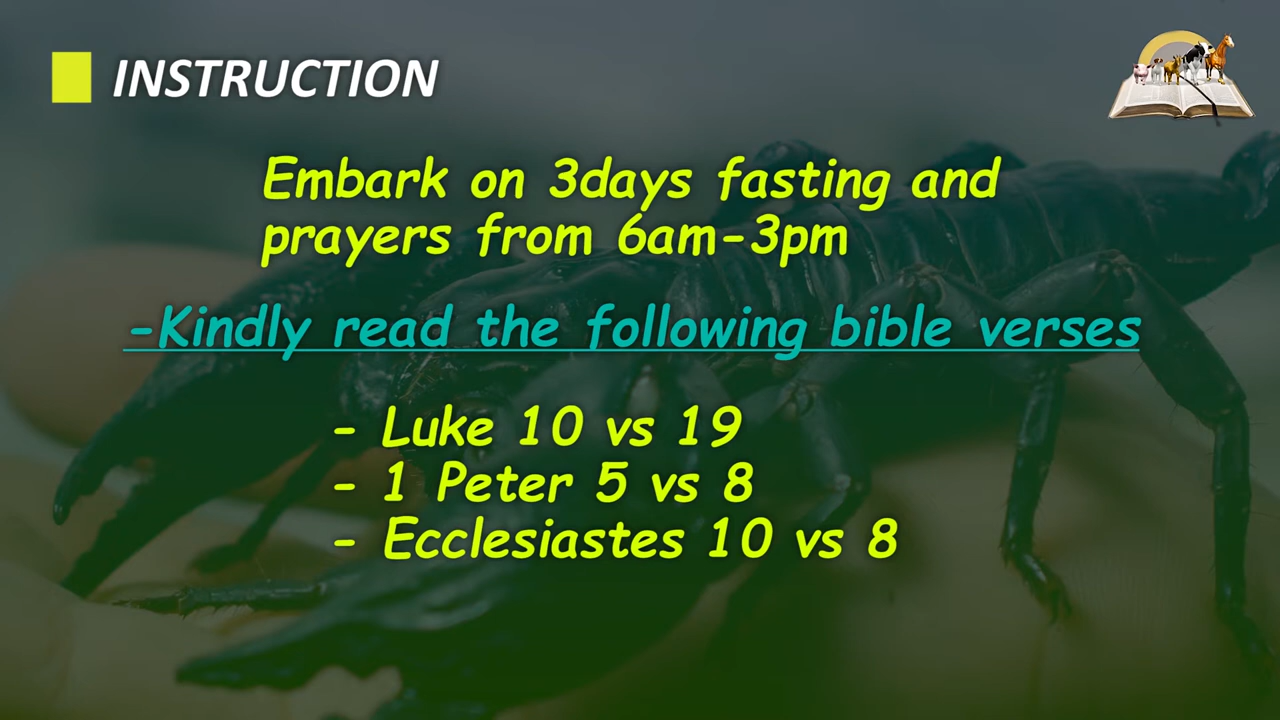 INSTRUCTION
Embark on 3days fasting and
prayers from 6am-3pm
-Kindly read the following bible verses
- Luke 10 vs 19
- 1 Peter 5 vs 8
- Ecclesiastes 10 vs 8